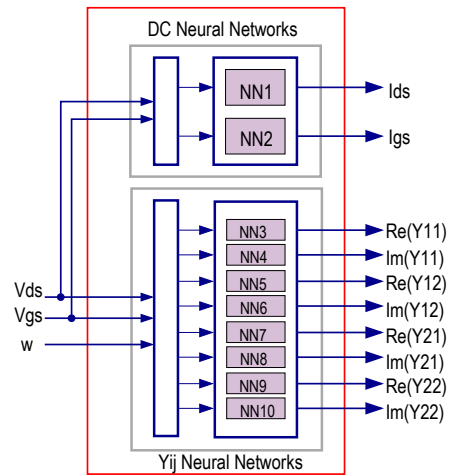 DC Neural Networks
NN1
Ids
NN2
Igs
NN3
Re(Y11)
NN4
Im(Y11)
NN5
Re(Y12)
Vds
NN6
Im(Y12)
Vgs
NN7
Re(Y21)
w
NN8
Im(Y21)
NN9
Re(Y22)
NN10
Im(Y22)
Yij Neural Networks